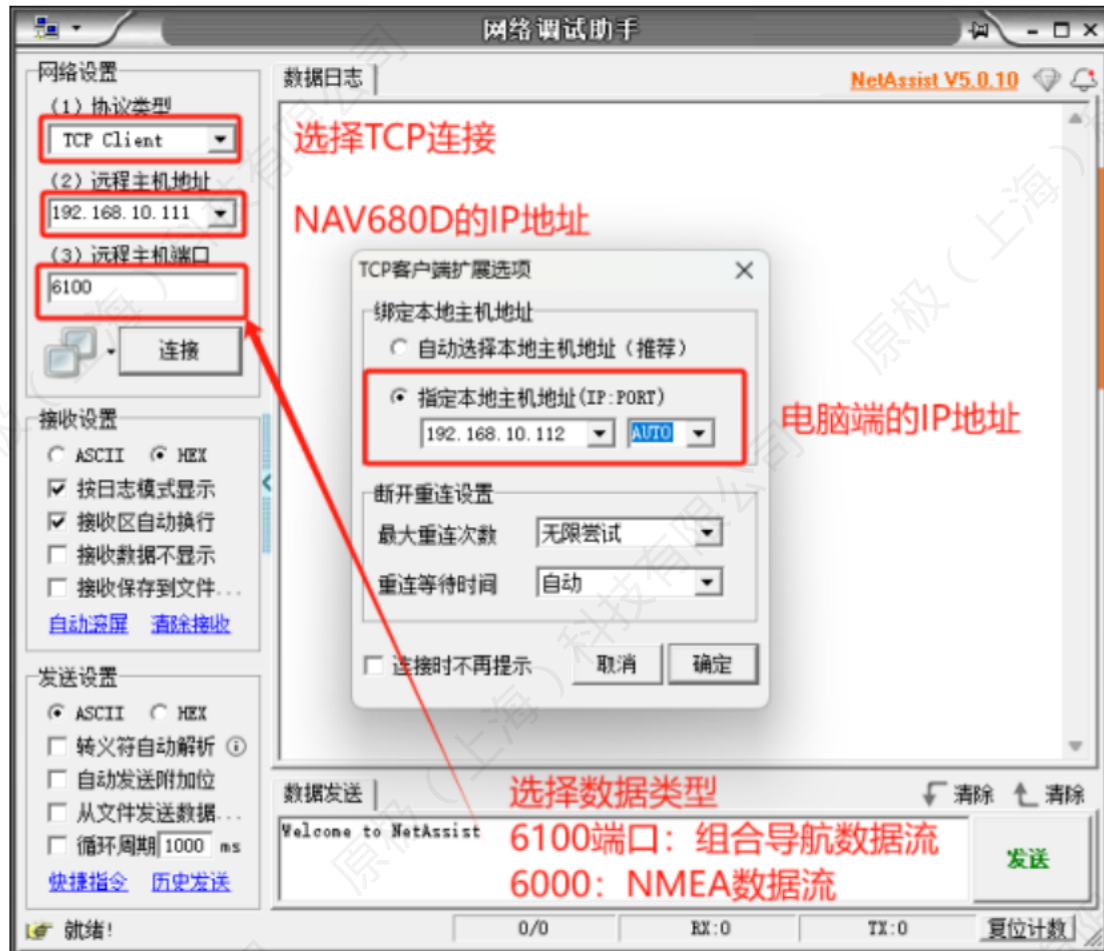 网络调试助手
网络设置
(1) 协议类型
TCP Client
(2) 远程主机地址
192.168.10.111
(3) 远程主机端口
6100
连接
接收设置
ASCII HEX
按日志模式显示
接收区自动换行
接收数据不显示
接收保存到文件...
自动滚屏 清除接收
发送设置
ASCII HEX
转义符自动解析
自动发送附加位
从文件发送数据...
循环周期 1000 ms
快捷指令 历史发送
数据日志
NetAssist V5.0.10
选择TCP连接
NAV680D的IP地址
TCP客户端扩展选项
绑定本地主机地址
自动选择本地主机地址（推荐）
指定本地主机地址(IP:PORT)
192.168.10.112 AUTO
电脑端的IP地址
断开重连设置
最大重连次数 无限尝试
重连等待时间 自动
连接时不再提示 取消 确定
数据发送
选择数据类型
清除 清除
Welcome to NetAssist
6100端口：组合导航数据流
6000：NMEA数据流
发送
就绪!
0/0 RX:0 TX:0 复位计数
原极（上海）科技有限公司